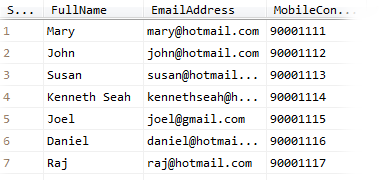 S... FullName EmailAddress MobileCon...
1 Mary mary@hotmail.com 90001111
2 John john@hotmail.com 90001112
3 Susan susan@hotmail... 90001113
4 Kenneth Seah kennethseah@h... 90001114
5 Joel joel@gmail.com 90001115
6 Daniel daniel@hotmai... 90001116
7 Raj raj@hotmail.com 90001117